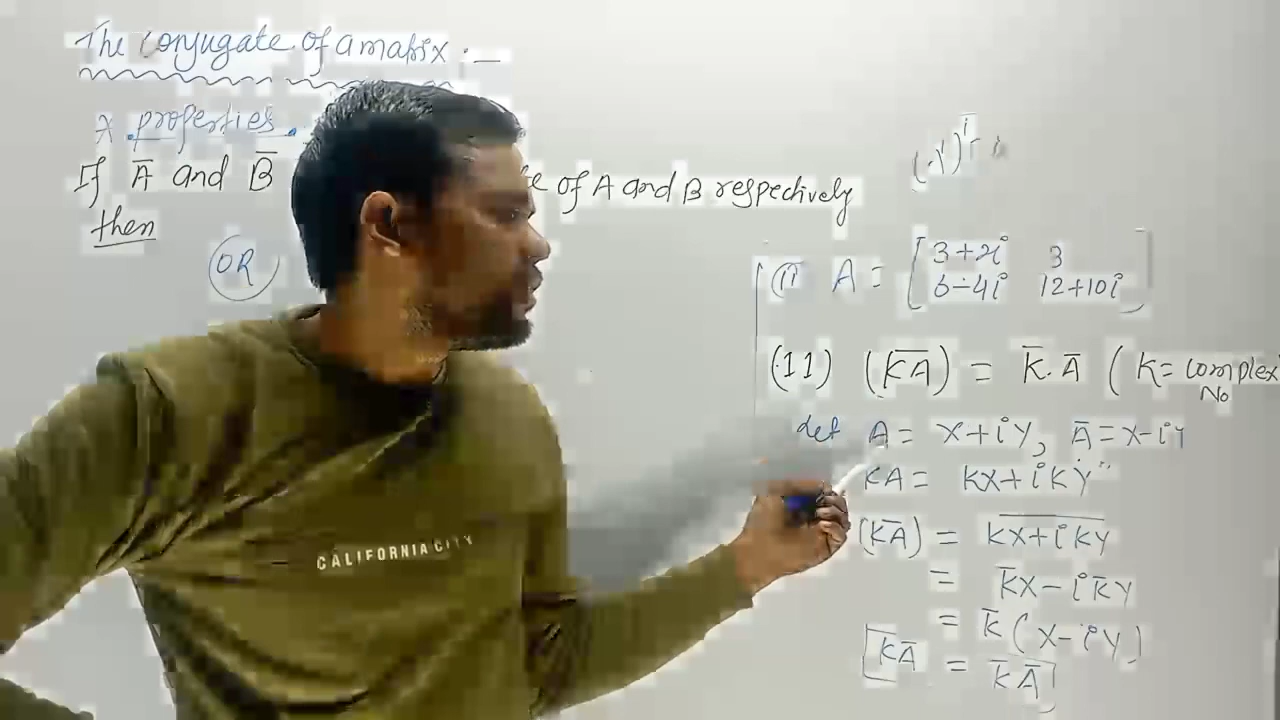 The conjugate of a matrix :-
* properties.
If A̅ and B̅ of A and B respectively
then
OR
(i) A = [3+2i 3
6-4i 12+10i]
(11) (K̅A̅) = K̅.A̅ ( K = complex
No
let A = X+iY, A̅ = X-iY
KA = KX+iKY
(K̅A̅) = K̅X̅+̅i̅K̅Y̅
= K̅X-iK̅Y
= K̅(X-iY)
K̅A̅ = K̅A̅
CALIFORNIA CITY